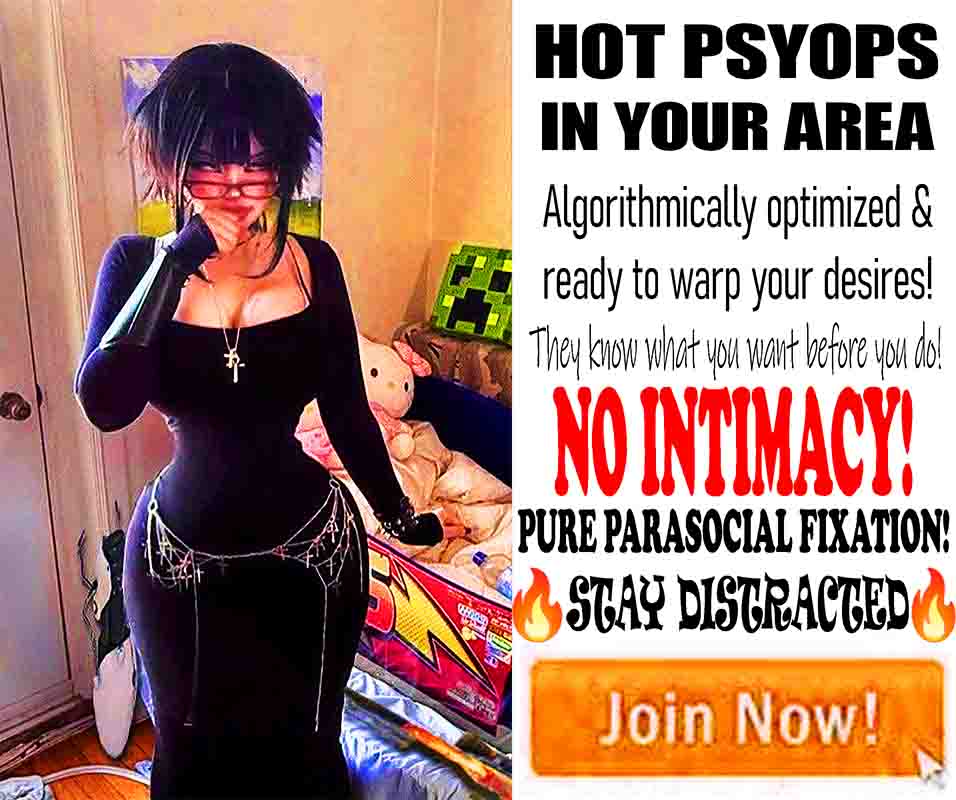 HOT PSYOPS
IN YOUR AREA
Algorithmically optimized &
ready to warp your desires!
They know what you want before you do!
NO INTIMACY!
PURE PARASOCIAL FIXATION!
🔥STAY DISTRACTED🔥
Join Now!